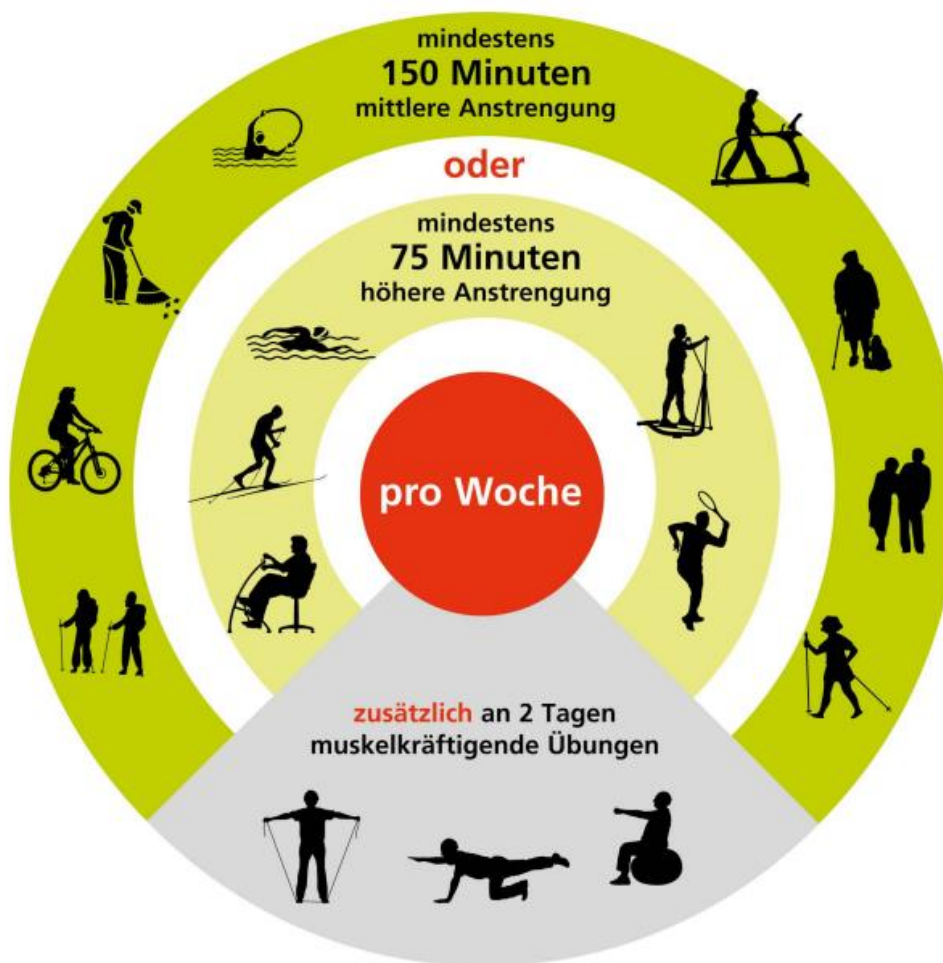 mindestens
150 Minuten
mittlere Anstrengung
oder
mindestens
75 Minuten
höhere Anstrengung
pro Woche
zusätzlich an 2 Tagen
muskelkräftigende Übungen